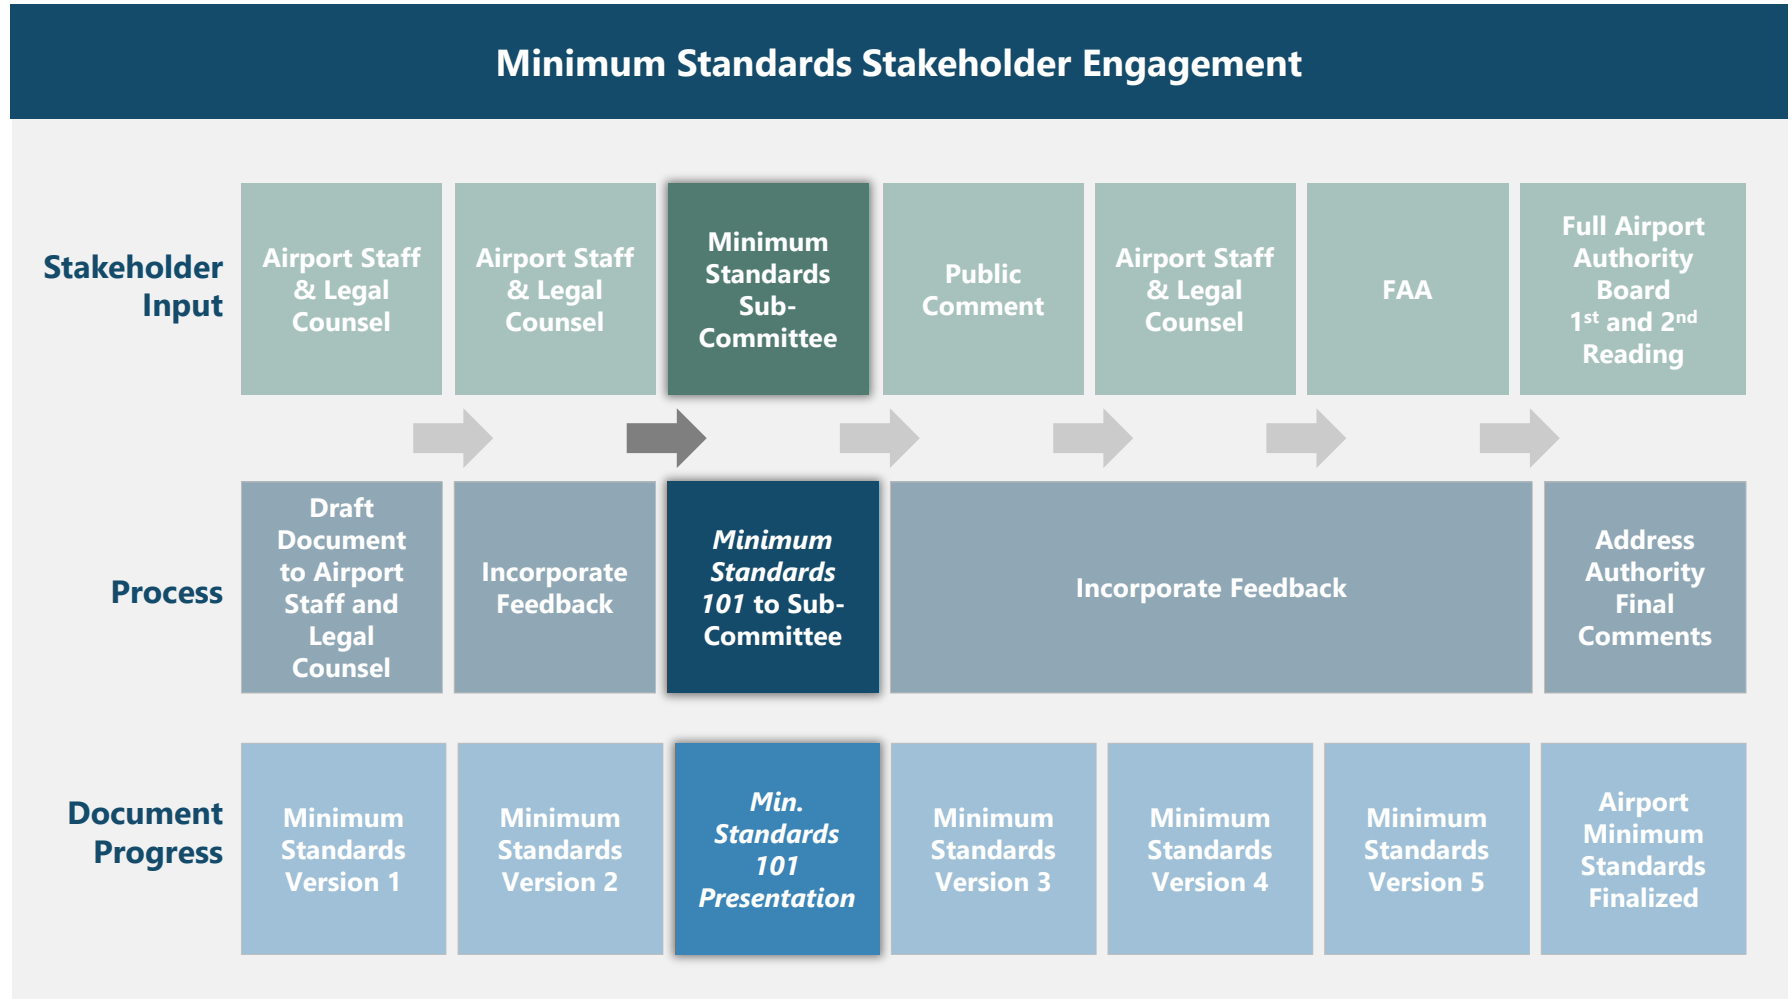 Minimum Standards Stakeholder Engagement
Stakeholder
Input
Airport Staff
& Legal
Counsel
Airport Staff
& Legal
Counsel
Minimum
Standards
Sub-
Committee
Public
Comment
Airport Staff
& Legal
Counsel
FAA
Full Airport
Authority
Board
1st and 2nd
Reading
Process
Draft
Document
to Airport
Staff and
Legal
Counsel
Incorporate
Feedback
Minimum
Standards
101 to Sub-
Committee
Incorporate Feedback
Address
Authority
Final
Comments
Document
Progress
Minimum
Standards
Version 1
Minimum
Standards
Version 2
Min.
Standards
101
Presentation
Minimum
Standards
Version 3
Minimum
Standards
Version 4
Minimum
Standards
Version 5
Airport
Minimum
Standards
Finalized